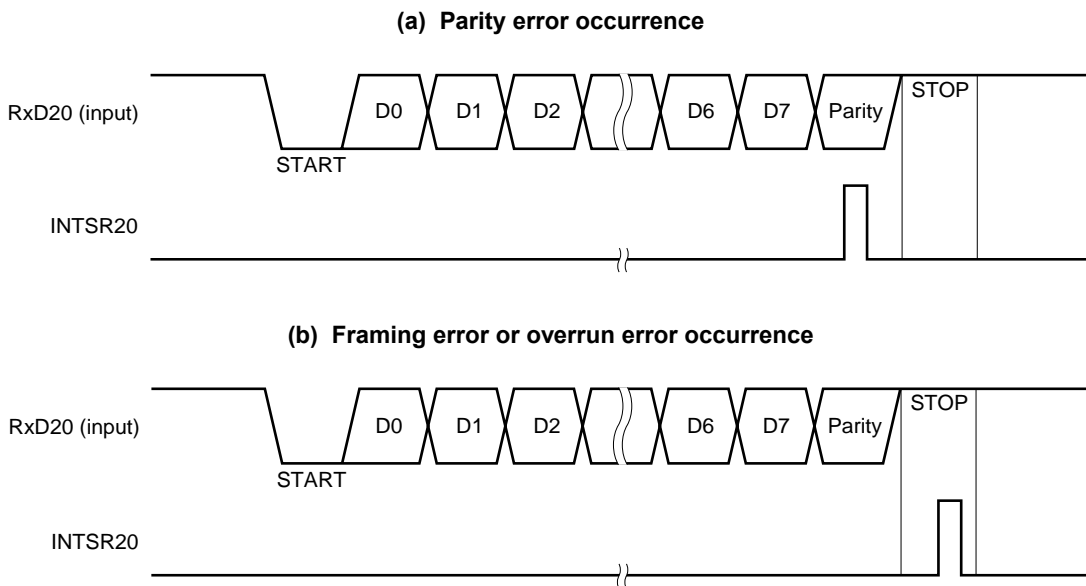 (a) Parity error occurrence
RxD20 (input)
D0 D1 D2 D6 D7 Parity STOP
START
INTSR20
(b) Framing error or overrun error occurrence
RxD20 (input)
D0 D1 D2 D6 D7 Parity STOP
START
INTSR20